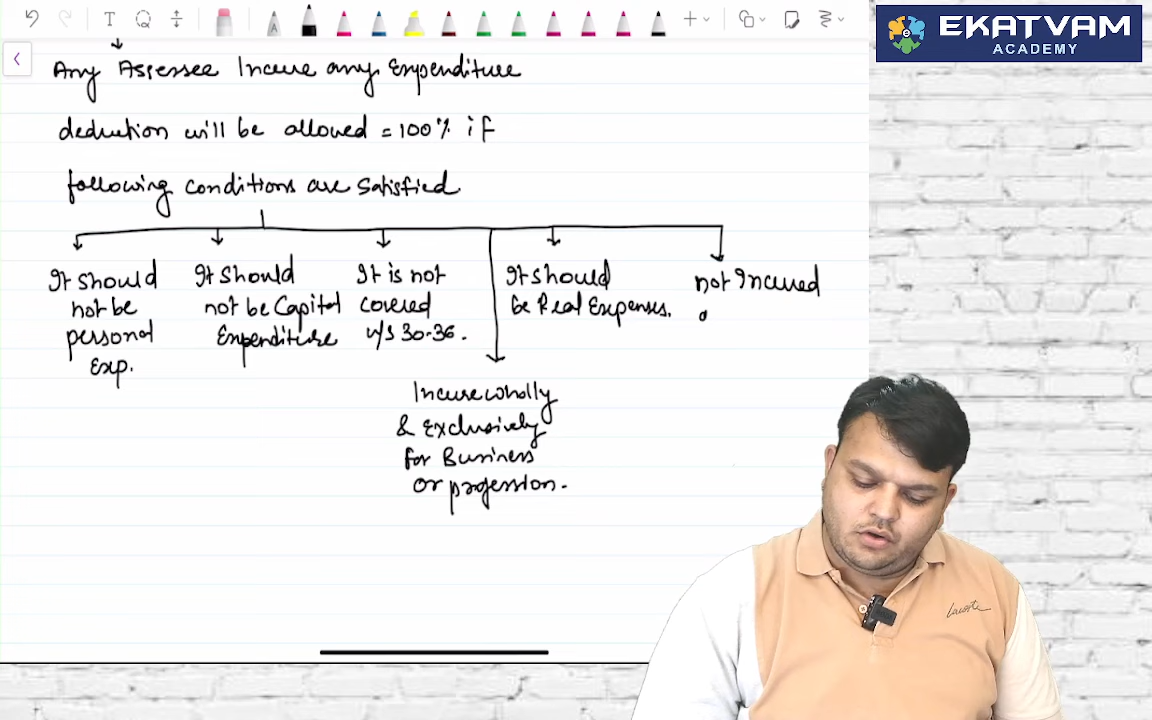 EKATVAM
ACADEMY
Any Assessee Incure any Expenditure
deduction will be allowed = 100% if
following conditions are satisfied
It should
not be
personal
Exp.
It should
not be Capital
Expenditure
It is not
covered
u/s 30-36.
Incure wholly
& Exclusively
for Business
or profession.
It should
be Real Expenses.
not Incured
o
Lacoste